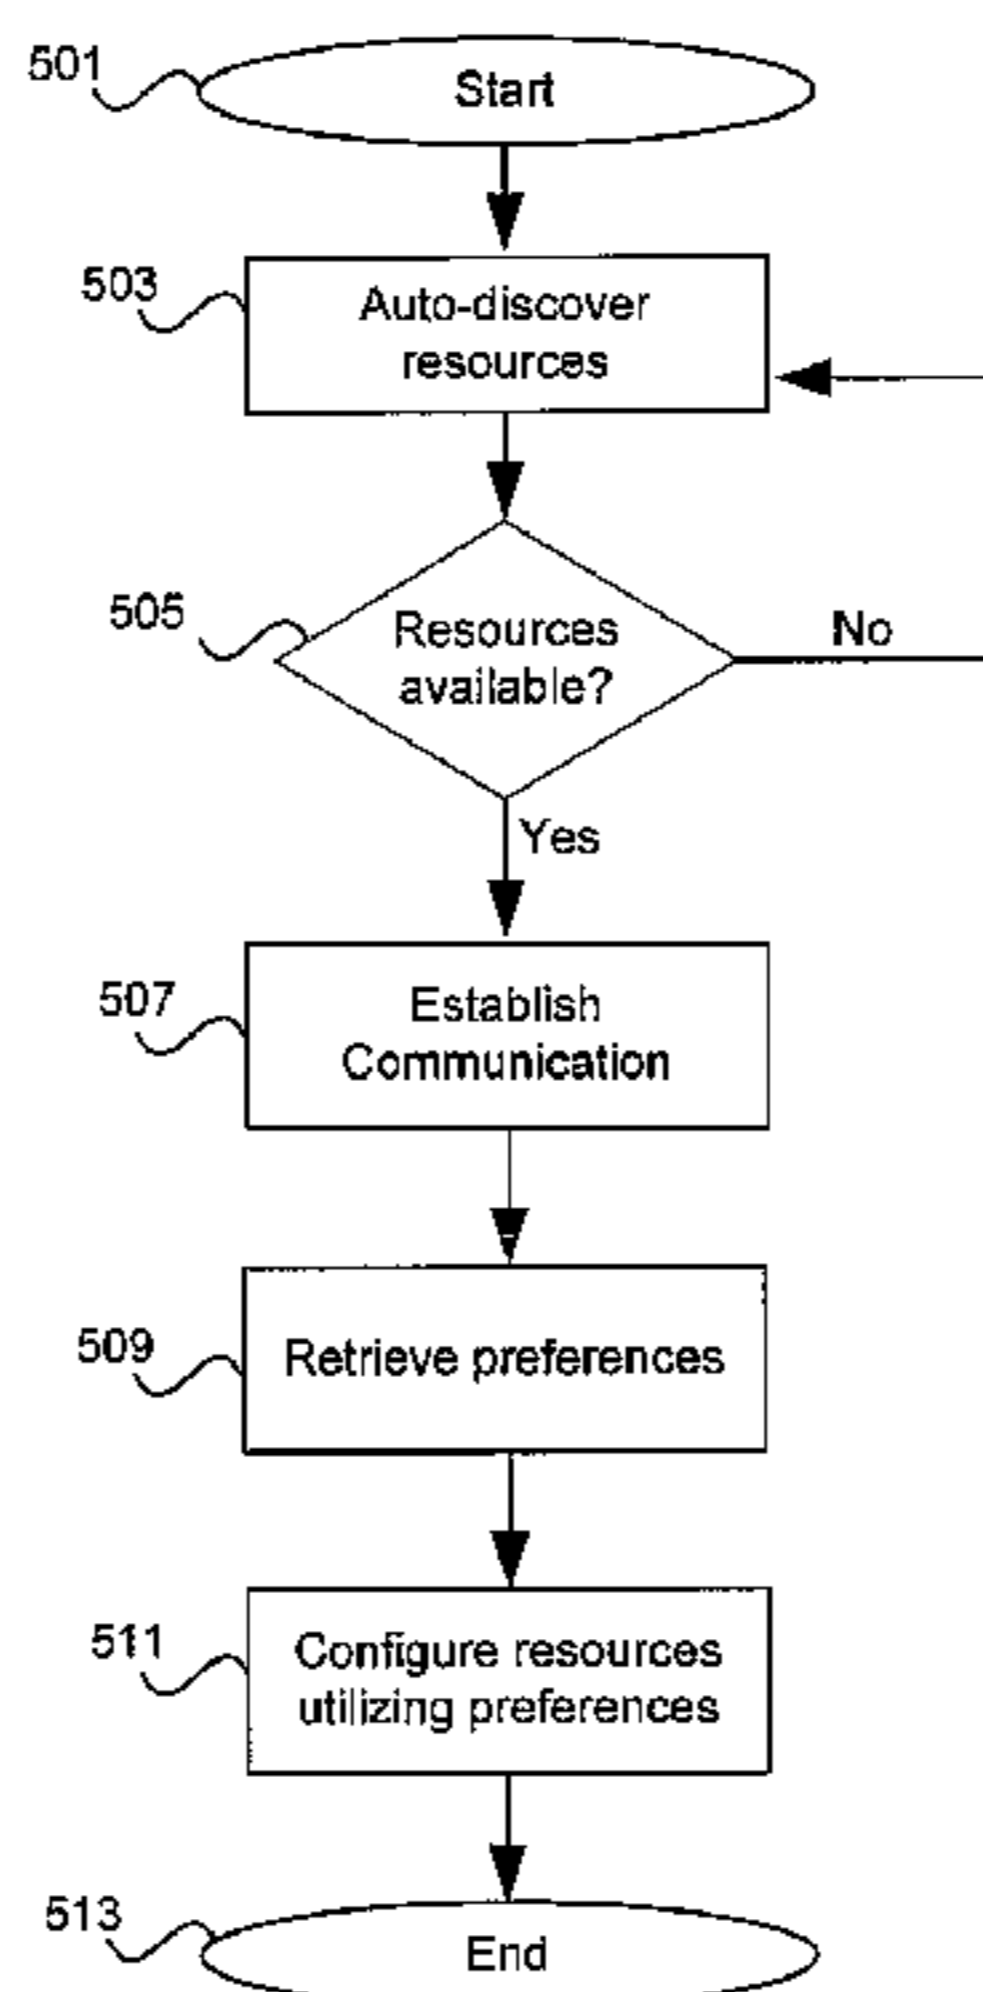 501
Start
503
Auto-discover
resources
505
Resources
available?
No
Yes
507
Establish
Communication
509
Retrieve preferences
511
Configure resources
utilizing preferences
513
End